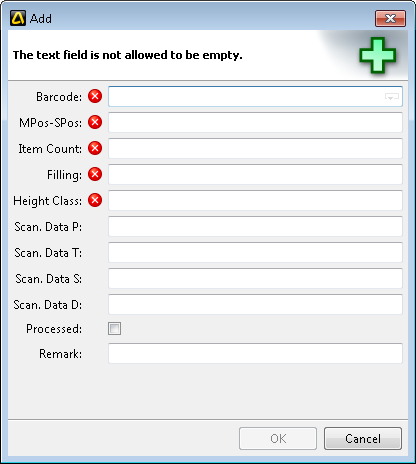 Add
The text field is not allowed to be empty.
Barcode:
MPos-SPos:
Item Count:
Filling:
Height Class:
Scan. Data P:
Scan. Data T:
Scan. Data S:
Scan. Data D:
Processed:
Remark:
OK Cancel